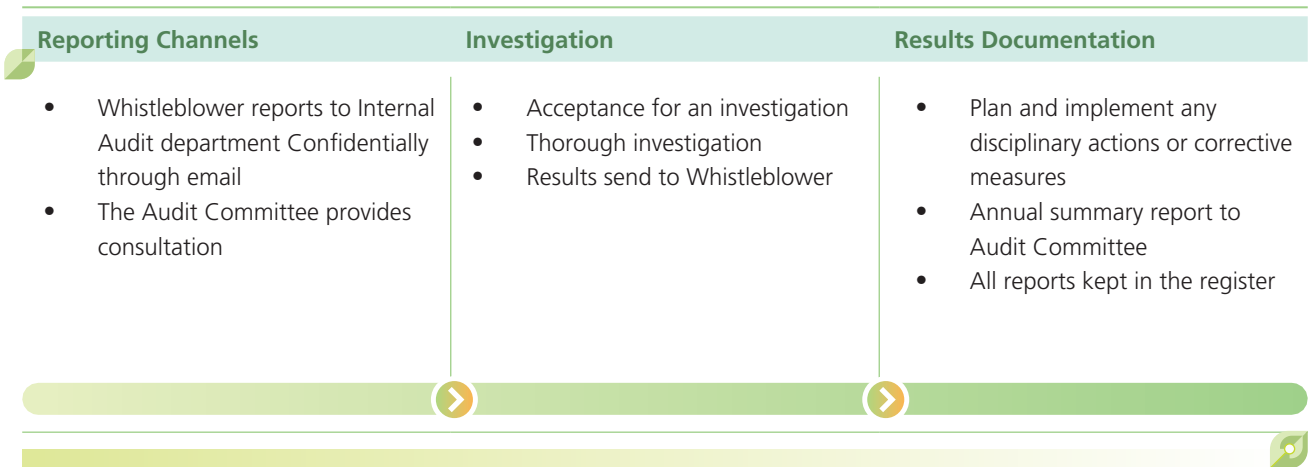 Reporting Channels
• Whistleblower reports to Internal
Audit department Confidentially
through email
• The Audit Committee provides
consultation
Investigation
• Acceptance for an investigation
• Thorough investigation
• Results send to Whistleblower
Results Documentation
• Plan and implement any
disciplinary actions or corrective
measures
• Annual summary report to
Audit Committee
• All reports kept in the register